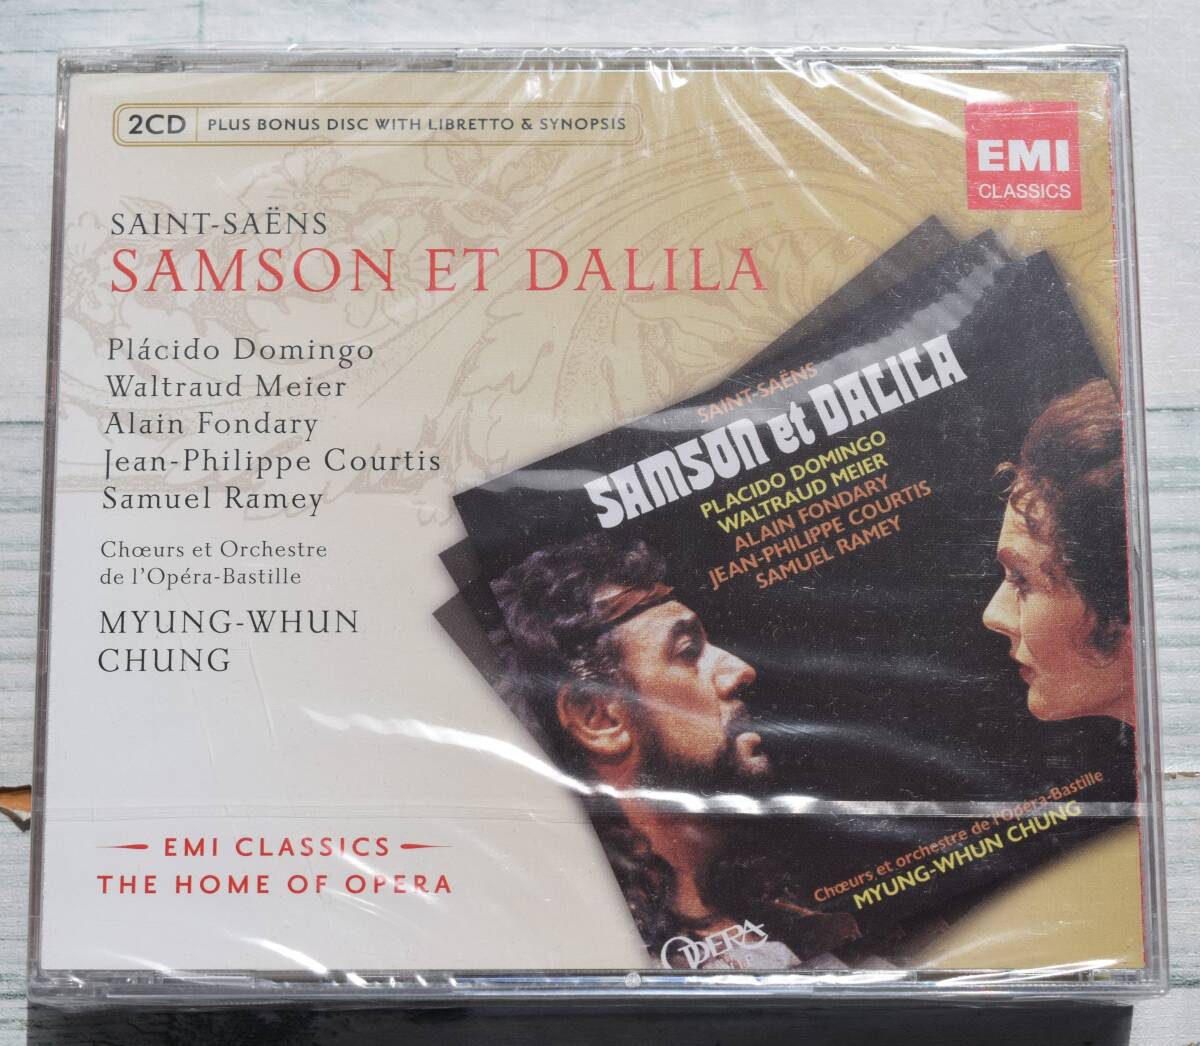 2CD PLUS BONUS DISC WITH LIBRETTO & SYNOPSIS
EMI
CLASSICS
SAINT-SAËNS
SAMSON ET DALILA
Plácido Domingo
Waltraud Meier
Alain Fondary
Jean-Philippe Courtis
Samuel Ramey
Chœurs et Orchestre
de l'Opéra-Bastille
MYUNG-WHUN
CHUNG
EMI CLASSICS
THE HOME OF OPERA
SAINT-SAËNS
SAMSON et DALILA
PLACIDO DOMINGO
WALTRAUD MEIER
ALAIN FONDARY
JEAN-PHILIPPE COURTIS
SAMUEL RAMEY
Chœurs et orchestre de l'Opéra-Bastille
MYUNG-WHUN CHUNG
OPERA